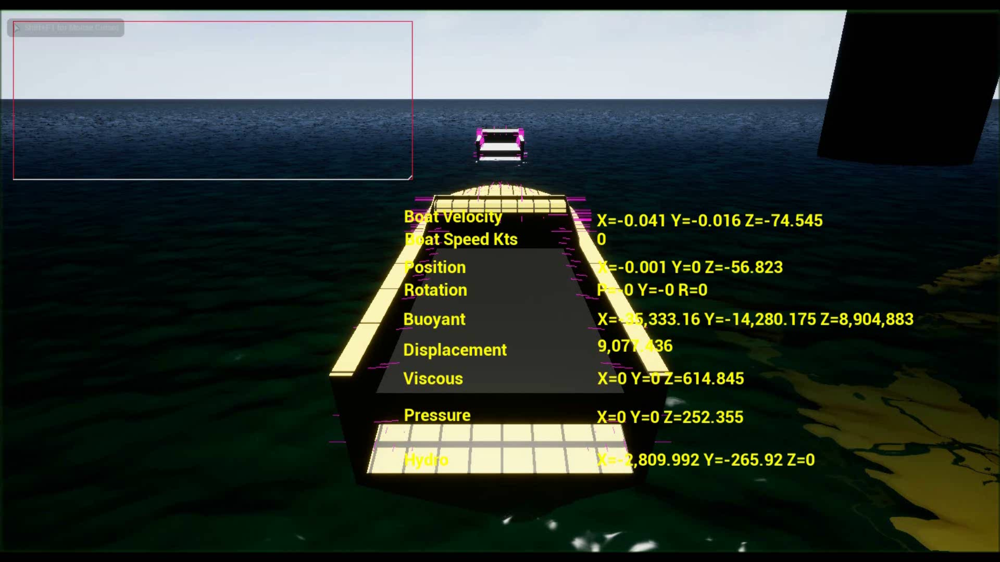 Shift+F1 for Mouse Cursor
Boat Velocity X=-0.041 Y=-0.016 Z=-74.545
Boat Speed Kts 0
Position X=-0.001 Y=0 Z=-56.823
Rotation P=-0 Y=-0 R=0
Buoyant X=-35,333.16 Y=-14,280.175 Z=8,904,883
Displacement 9,077.436
Viscous X=0 Y=0 Z=614.845
Pressure X=0 Y=0 Z=252.355
Hydro X=-2,809.992 Y=-265.92 Z=0